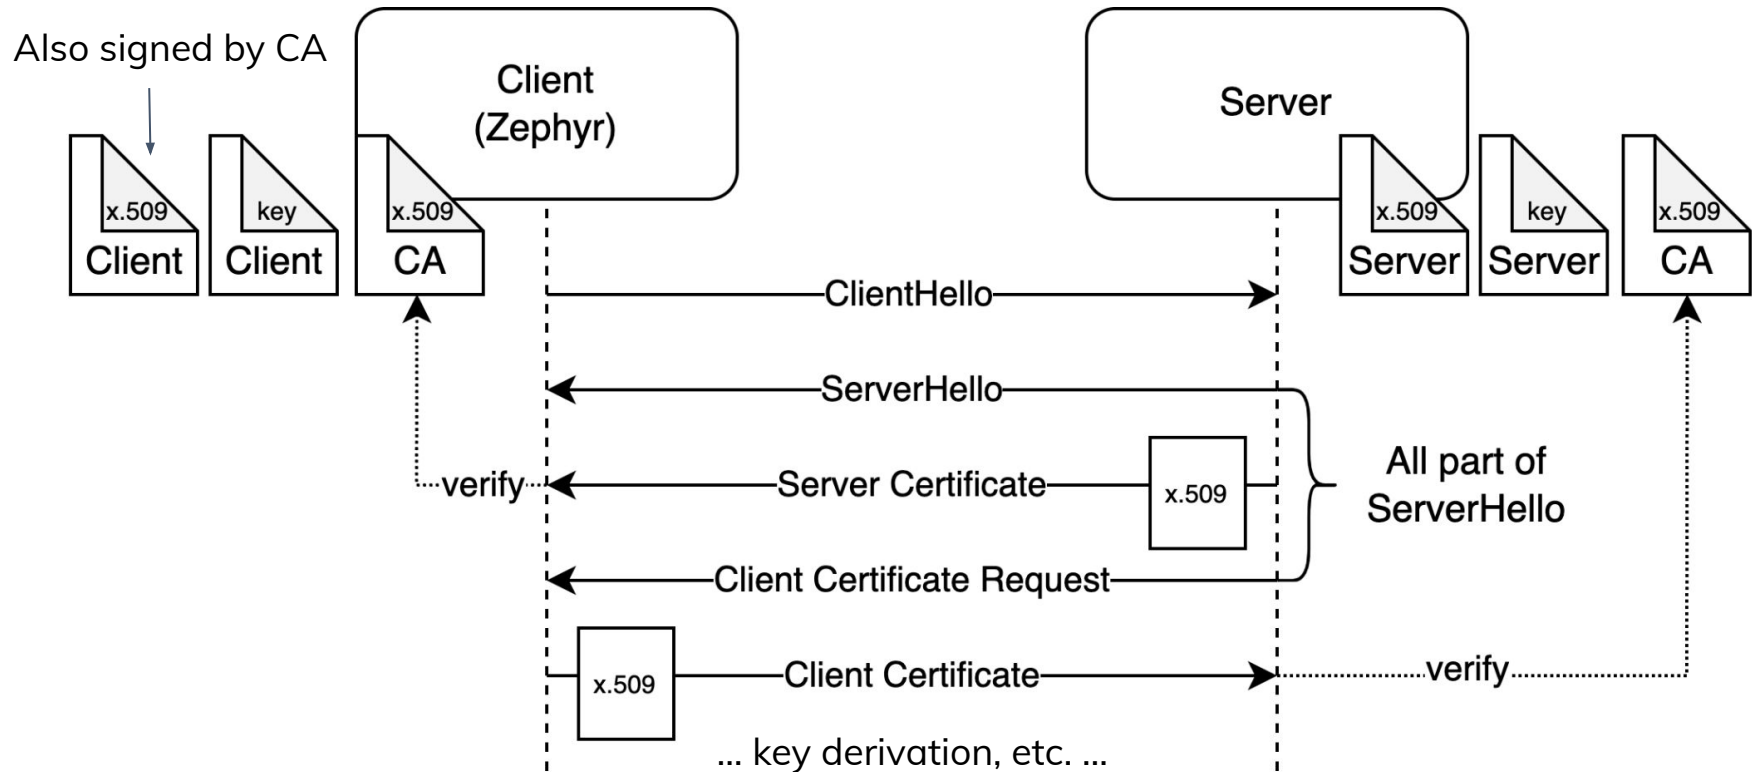 Also signed by CA
Client
(Zephyr)
Server
x.509
Client
key
Client
x.509
CA
x.509
Server
key
Server
x.509
CA
ClientHello
ServerHello
verify
Server Certificate
x.509
All part of
ServerHello
Client Certificate Request
x.509
Client Certificate
verify
... key derivation, etc. ...